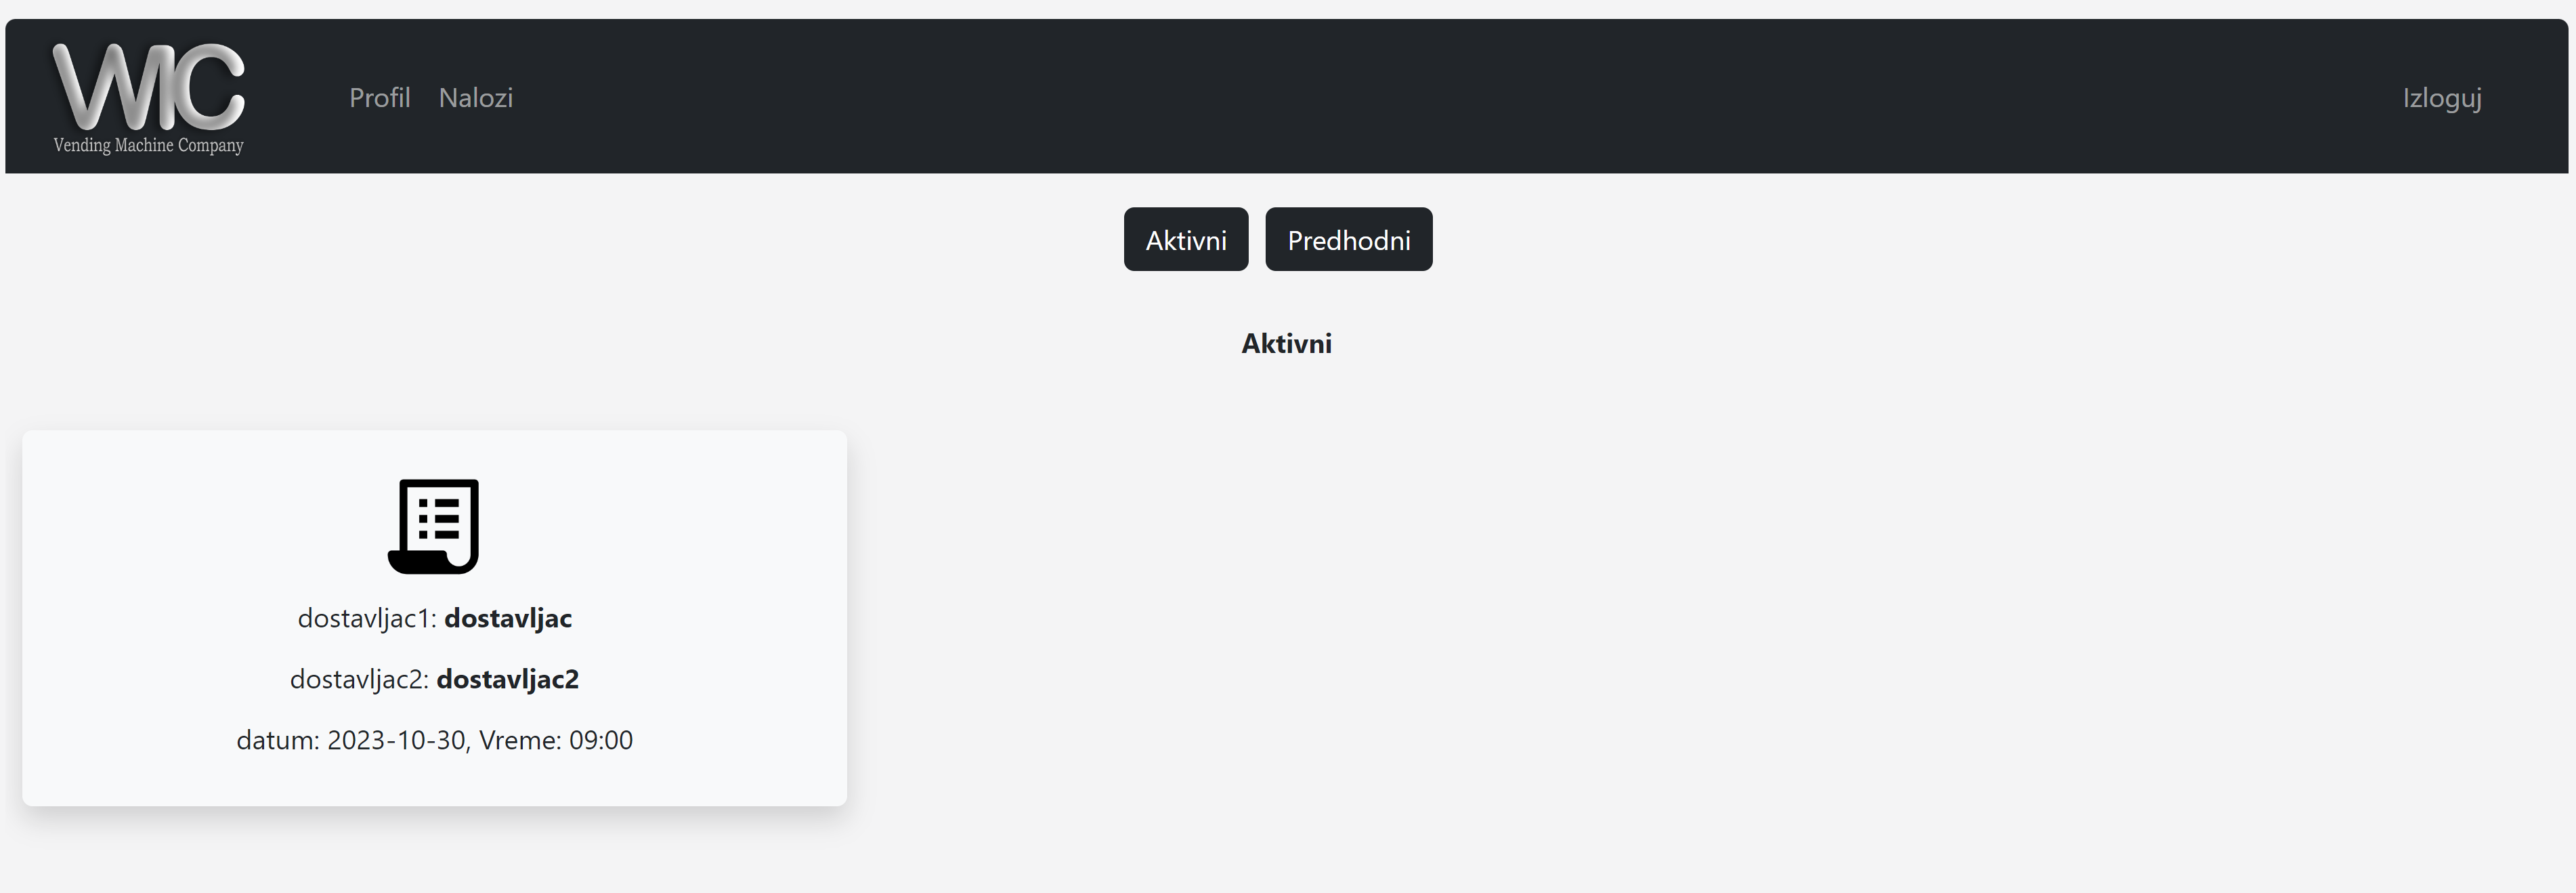 WIC
Vending Machine Company
Profil Nalozi Izloguj
Aktivni Predhodni
Aktivni
dostavljac1: dostavljac
dostavljac2: dostavljac2
datum: 2023-10-30, Vreme: 09:00